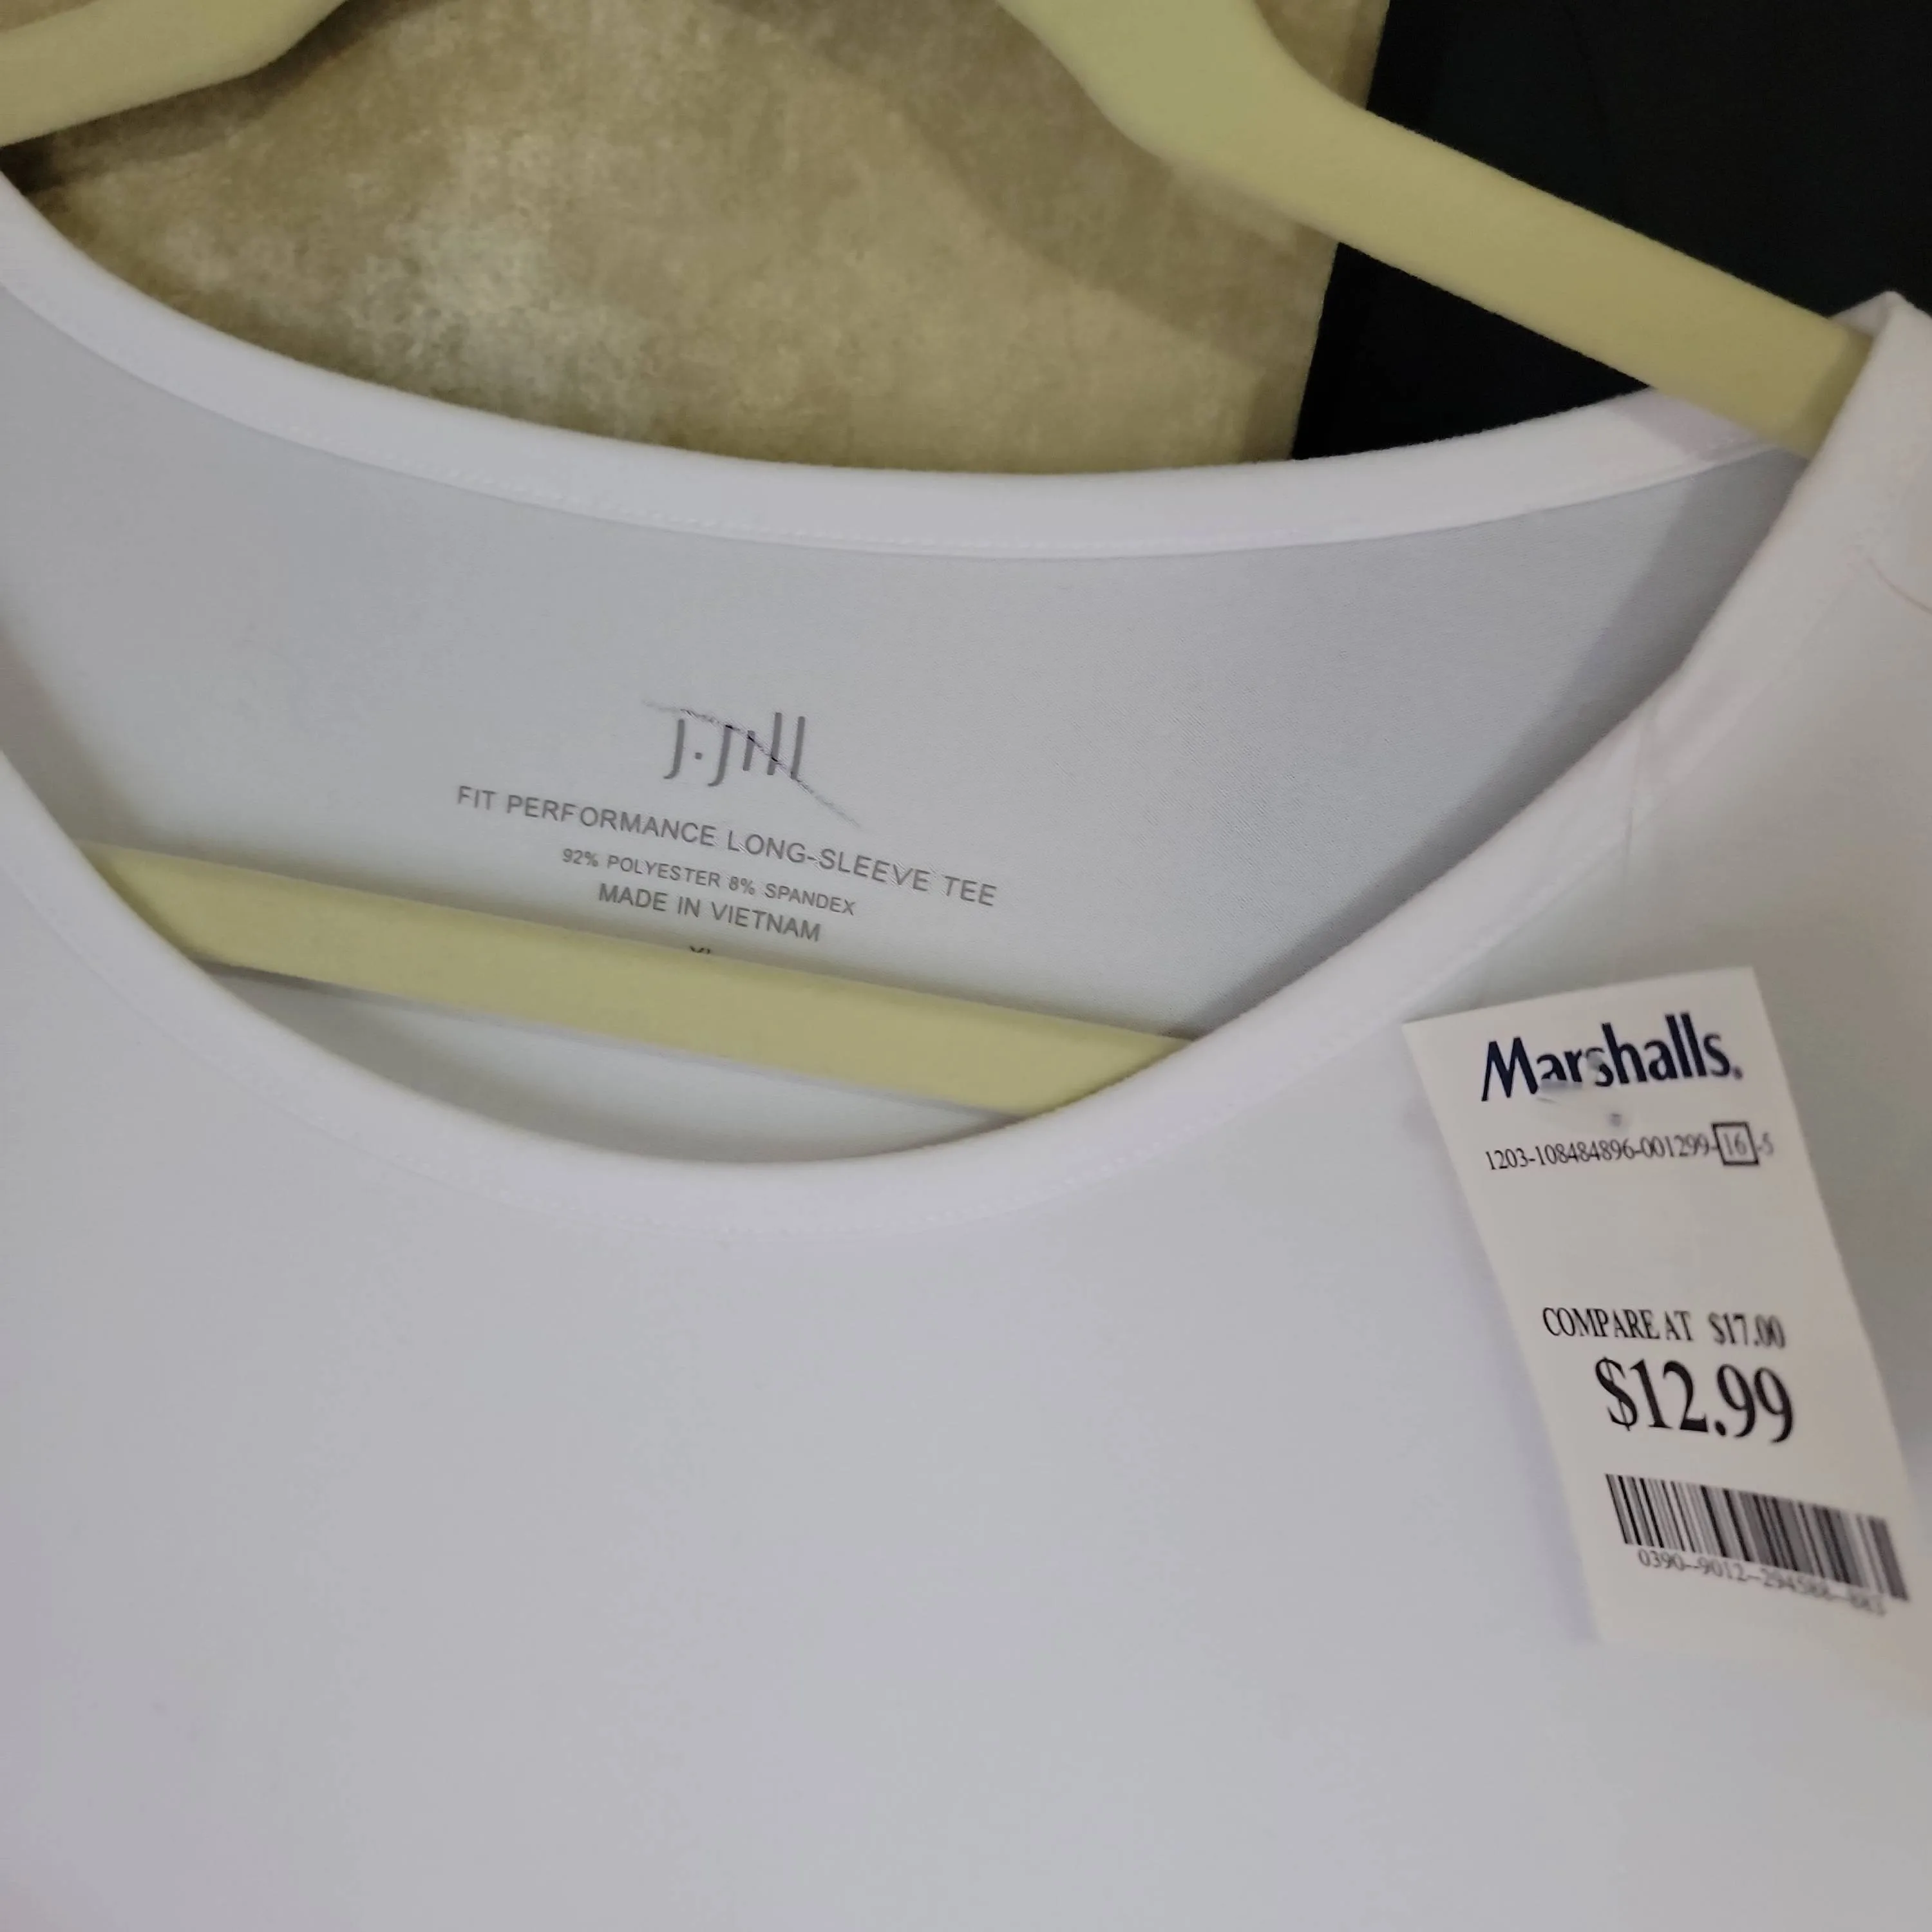 J.Jill
FIT PERFORMANCE LONG-SLEEVE TEE
92% POLYESTER 8% SPANDEX
MADE IN VIETNAM
Marshalls.
1203-108484896-001299-16-5
COMPARE AT $17.00
$12.99